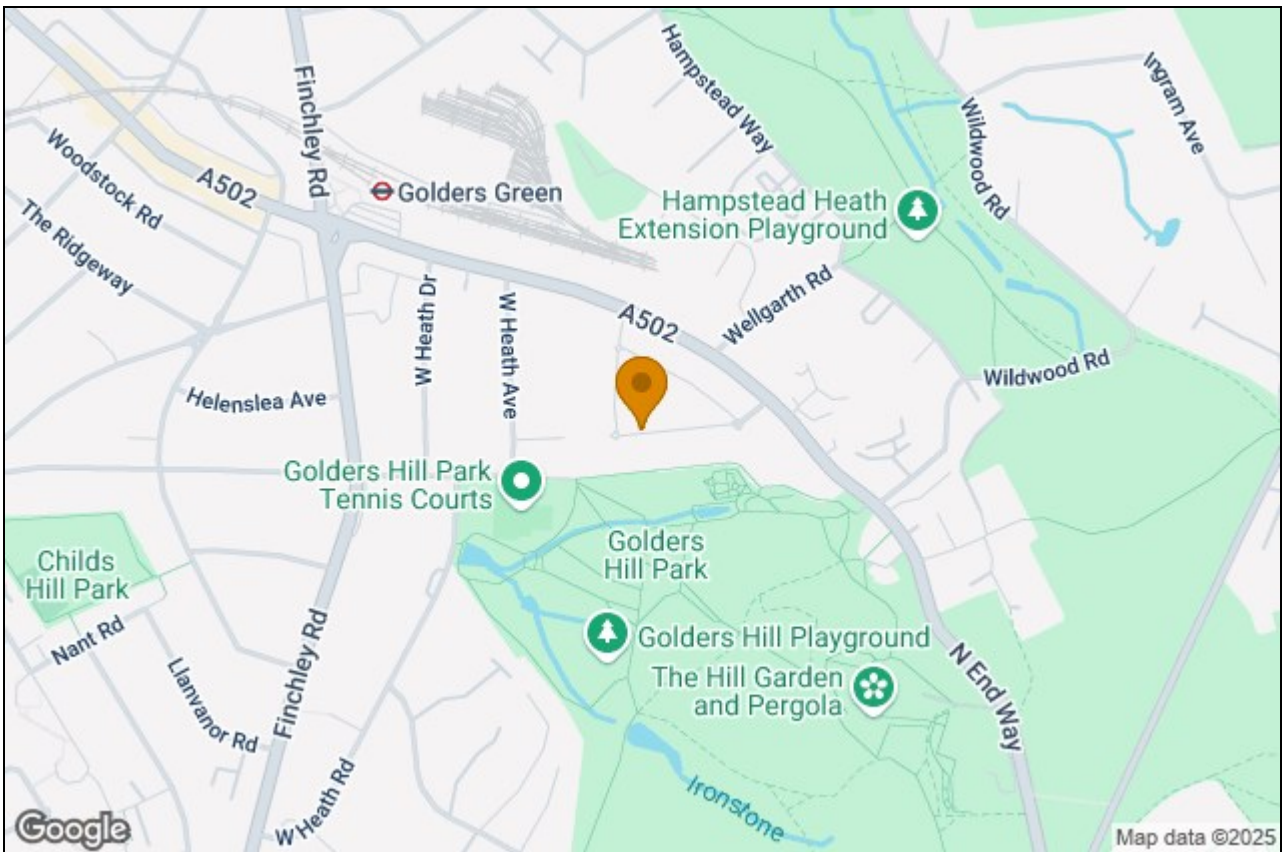 Finchley Rd
Hampstead Way
Ingram Ave
Wildwood Rd
Woodstock Rd
A502
Golders Green
The Ridgeway
Hampstead Heath
Extension Playground
W Heath Dr
W Heath Ave
A502
Wellgarth Rd
Wildwood Rd
Helenslea Ave
Golders Hill Park
Tennis Courts
Golders
Hill Park
Childs
Hill Park
Nant Rd
Llanvanor Rd
Finchley Rd
Golders Hill Playground
The Hill Garden
and Pergola
N End Way
W Heath Rd
Ironstone
Google
Map data ©2025